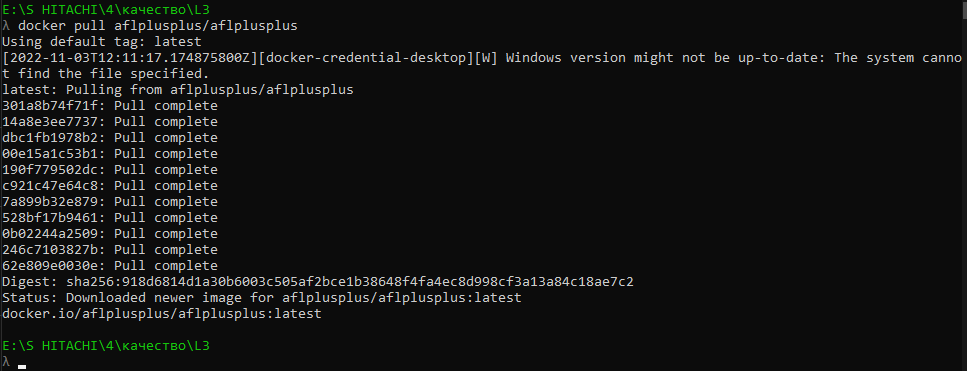 E:\S HITACHI\4\качество\L3
λ docker pull aflplusplus/aflplusplus
Using default tag: latest
[2022-11-03T12:11:17.174875800Z][docker-credential-desktop][W] Windows version might not be up-to-date: The system canno
t find the file specified.
latest: Pulling from aflplusplus/aflplusplus
301a8b74f71f: Pull complete
14a8e3ee7737: Pull complete
dbc1fb1978b2: Pull complete
00e15a1c53b1: Pull complete
190f779502dc: Pull complete
c921c47e64c8: Pull complete
7a899b32e879: Pull complete
528bf17b9461: Pull complete
0b02244a2509: Pull complete
246c7103827b: Pull complete
62e809e0030e: Pull complete
Digest: sha256:918d6814d1a30b6003c505af2bce1b38648f4fa4ec8d998cf3a13a84c18ae7c2
Status: Downloaded newer image for aflplusplus/aflplusplus:latest
docker.io/aflplusplus/aflplusplus:latest
E:\S HITACHI\4\качество\L3
λ